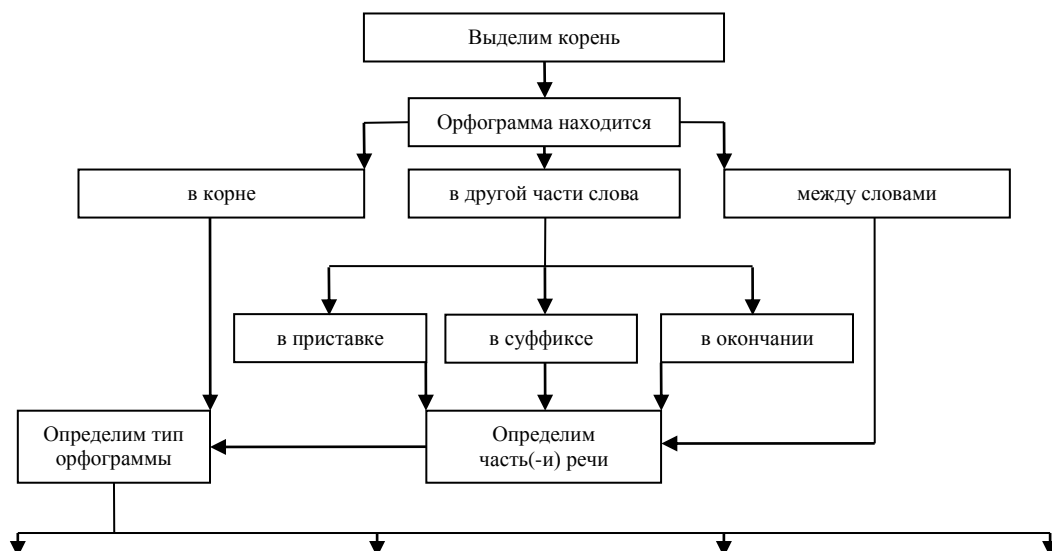 Выделим корень
Орфограмма находится
в корне
в другой части слова
между словами
в приставке
в суффиксе
в окончании
Определим тип
орфограммы
Определим
часть(-и) речи